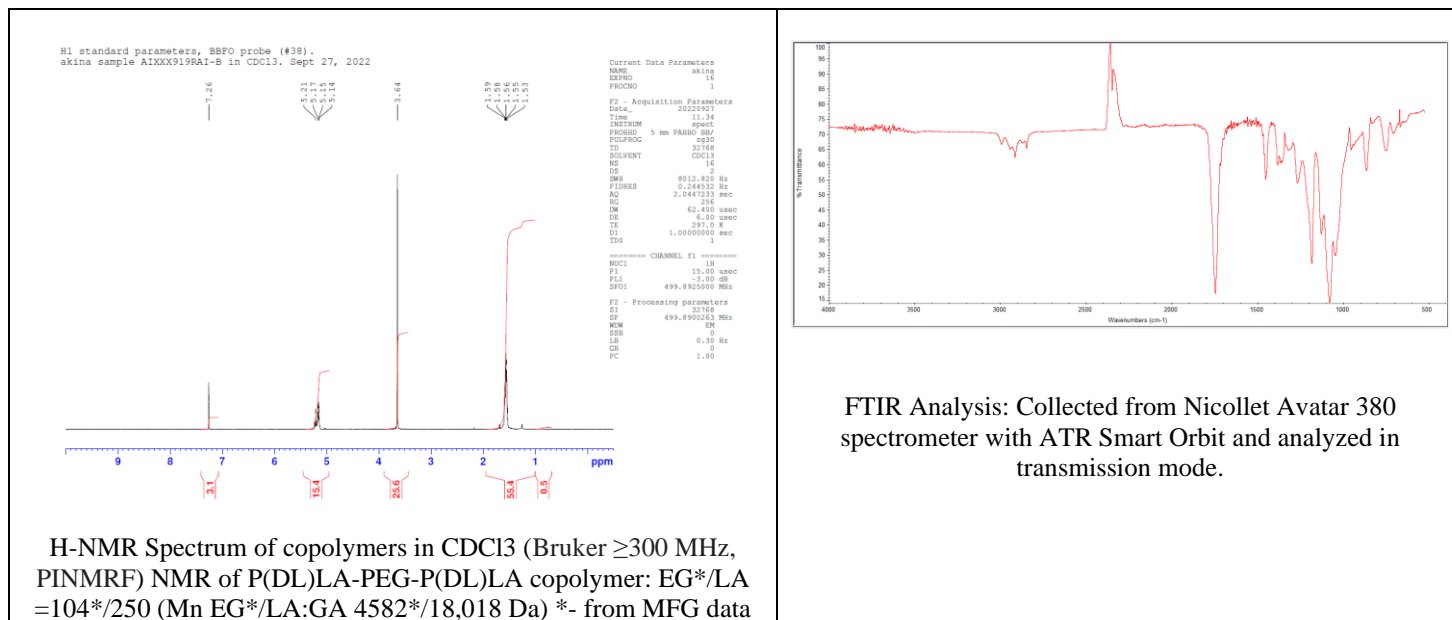 H1 standard parameters, BBFO probe (#38).
akina sample AIXXX919RAI-B in CDCl3. Sept 27, 2022
7.26
5.21
5.17
5.15
5.14
3.64
1.59
1.58
1.56
1.55
1.53
Current Data Parameters
NAME akina
EXPNO 16
PROCNO 1
F2 - Acquisition Parameters
Date_ 20220927
Time 11.34
INSTRUM spect
PROBHD 5 mm PABBO BB/
PULPROG zg30
TD 32768
SOLVENT CDCl3
NS 16
DS 2
SWH 8012.820 Hz
FIDRES 0.244532 Hz
AQ 2.0447233 sec
RG 256
DW 62.400 usec
DE 6.00 usec
TE 297.0 K
D1 1.00000000 sec
TD0 1
======== CHANNEL f1 ========
NUC1 1H
P1 15.00 usec
PL1 -3.00 dB
SFO1 499.8925000 MHz
F2 - Processing parameters
SI 32768
SF 499.8900263 MHz
WDW EM
SSB 0
LB 0.30 Hz
GB 0
PC 1.00
9 8 7 6 5 4 3 2 1 ppm
3.1 15.4 25.6 55.4 0.5
H-NMR Spectrum of copolymers in CDCl3 (Bruker ≥300 MHz,
PINMRF) NMR of P(DL)LA-PEG-P(DL)LA copolymer: EG*/LA
=104*/250 (Mn EG*/LA:GA 4582*/18,018 Da) *- from MFG data
100
95
90
85
80
75
70
65
60
55
50
45
40
35
30
25
20
15
%Transmittance
4000 3500 3000 2500 2000 1500 1000 500
Wavenumbers (cm-1)
FTIR Analysis: Collected from Nicollet Avatar 380
spectrometer with ATR Smart Orbit and analyzed in
transmission mode.